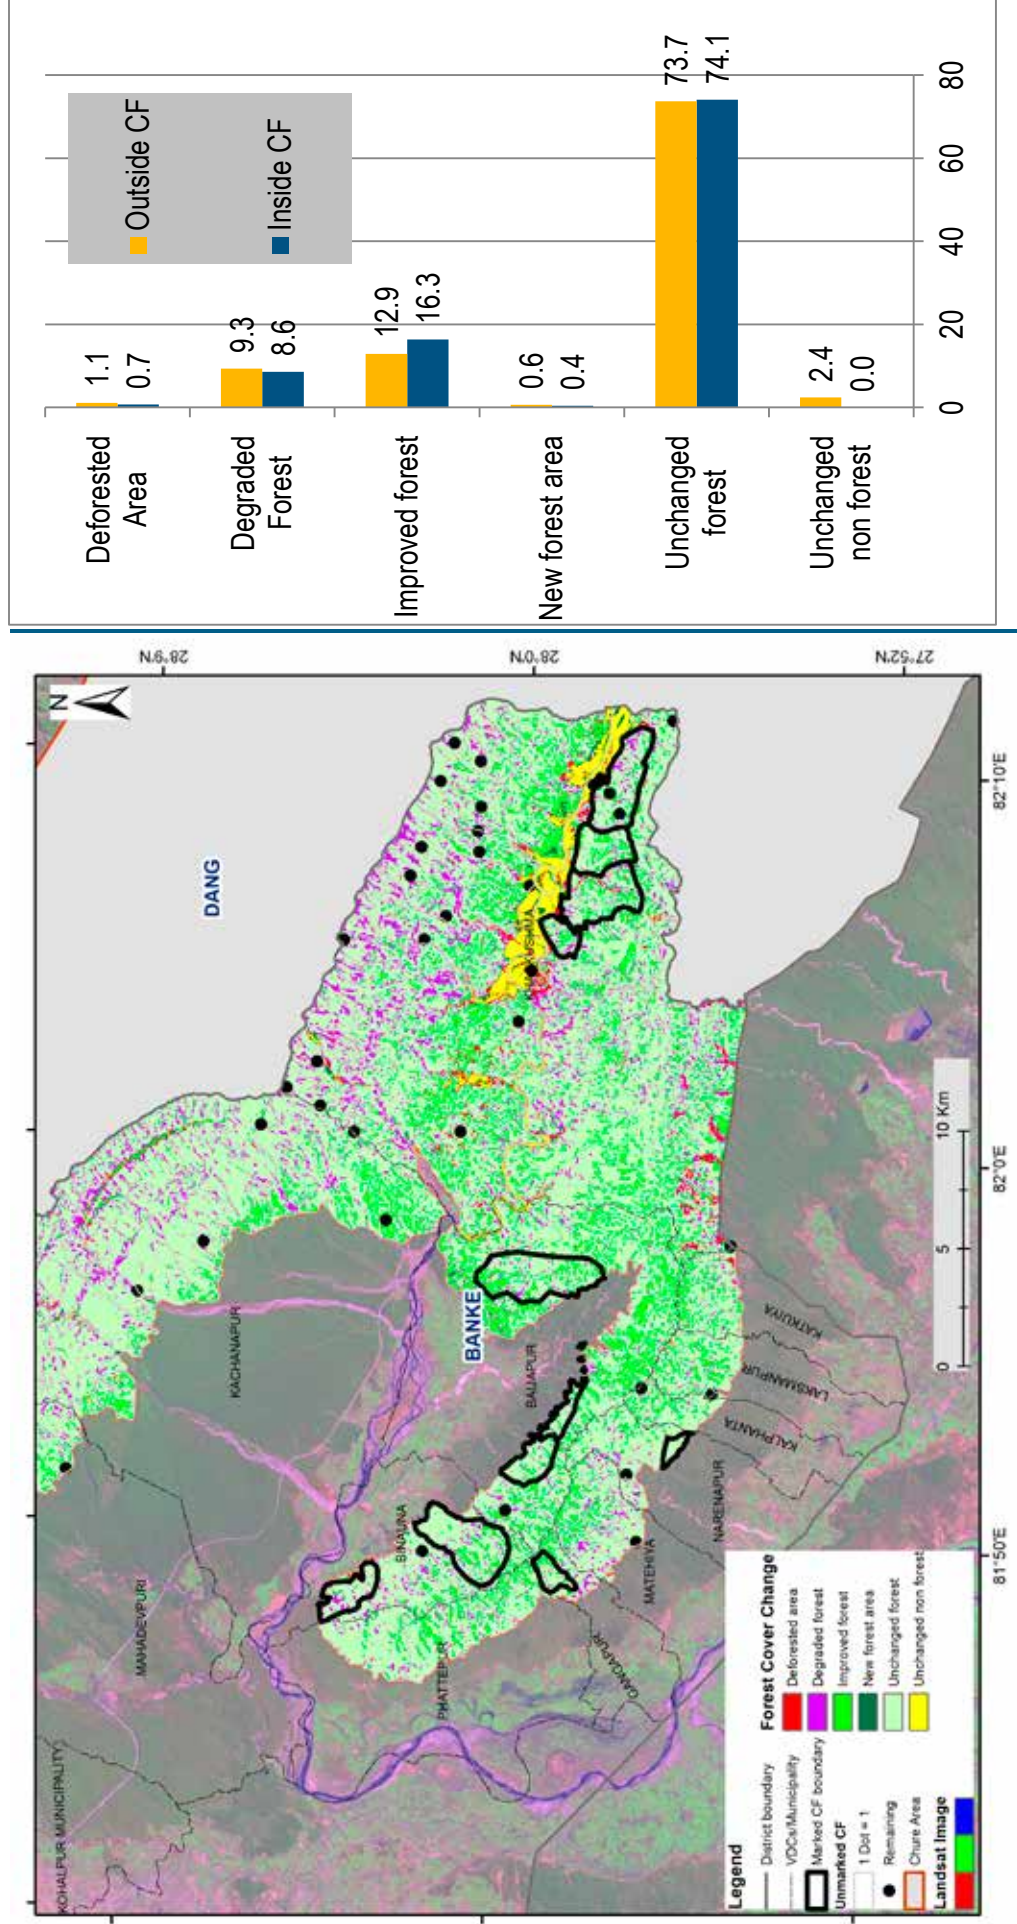 KOHALPUR MUNICIPALITY
MAHADEVPURI
KACHANAPUR
DANG
BINAUNA
BANKE
BAIJAPUR
PHATTEPUR
GANGAPUR
MATEHIYA
NARENAPUR
KALPHANTA
LAKSMANPUR
KATKUIYA
N
28°9'N
28°0'N
27°52'N
81°50'E
82°0'E
82°10'E
0 5 10 Km
Legend
District boundary
VDCs/Municipality
Marked CF boundary
Unmarked CF
1 Dot = 1
Remaining
Chure Area
Landsat Image
Forest Cover Change
Deforested area
Degraded forest
Improved forest
New forest area
Unchanged forest
Unchanged non forest
Deforested
Area
1.1
0.7
Degraded
Forest
9.3
8.6
Improved forest
12.9
16.3
New forest area
0.6
0.4
Unchanged
forest
73.7
74.1
Unchanged
non forest
2.4
0.0
0 20 40 60 80
Outside CF
Inside CF